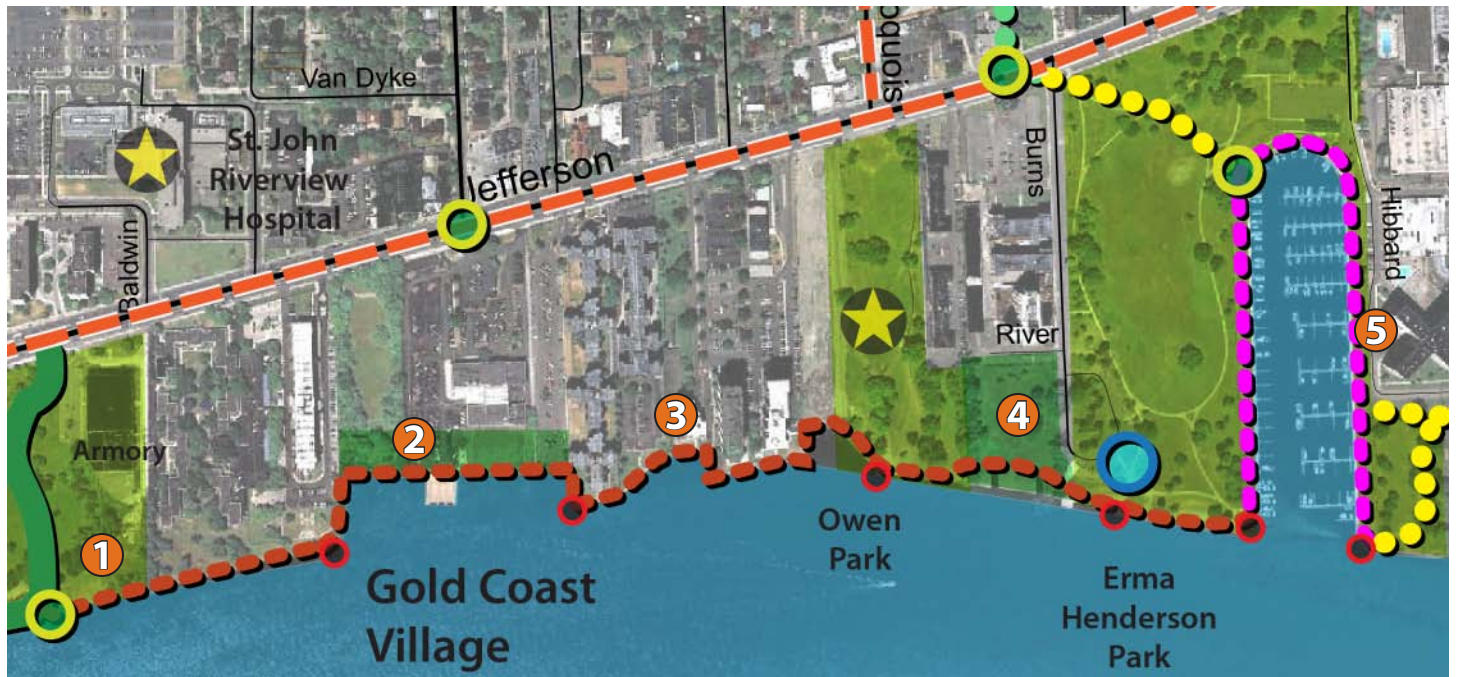 Van Dyke
St. John
Riverview
Hospital
Jefferson
Baldwin
quois
Burns
Hibbard
River
Armory
1
2
3
4
5
Gold Coast
Village
Owen
Park
Erma
Henderson
Park